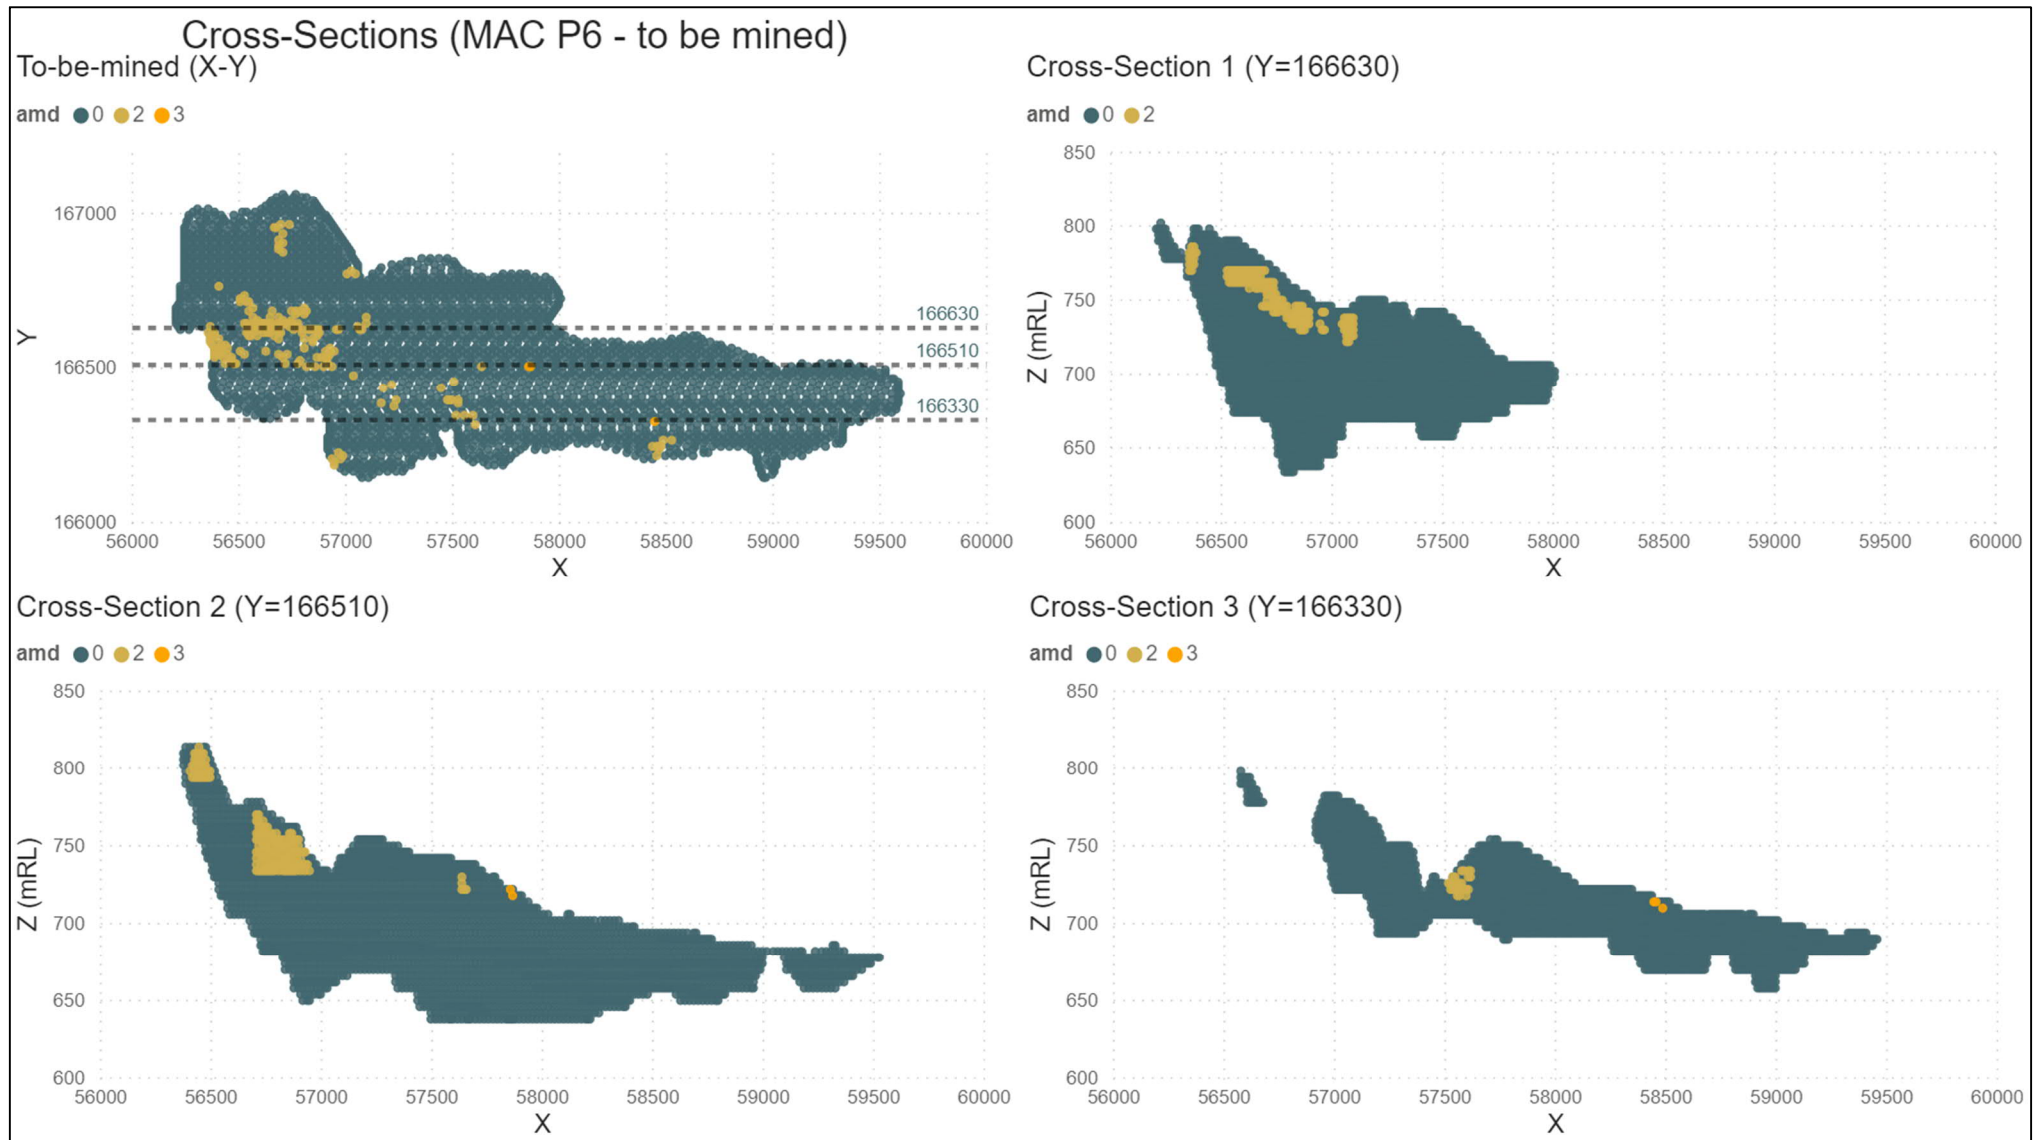 Cross-Sections (MAC P6 - to be mined)
To-be-mined (X-Y)
amd 0 2 3
167000
166500
166000
Y
166630
166510
166330
56000 56500 57000 57500 58000 58500 59000 59500 60000
X
Cross-Section 1 (Y=166630)
amd 0 2
850
800
750
700
650
600
Z (mRL)
56000 56500 57000 57500 58000 58500 59000 59500 60000
X
Cross-Section 2 (Y=166510)
amd 0 2 3
850
800
750
700
650
600
Z (mRL)
56000 56500 57000 57500 58000 58500 59000 59500 60000
X
Cross-Section 3 (Y=166330)
amd 0 2 3
850
800
750
700
650
600
Z (mRL)
56000 56500 57000 57500 58000 58500 59000 59500 60000
X